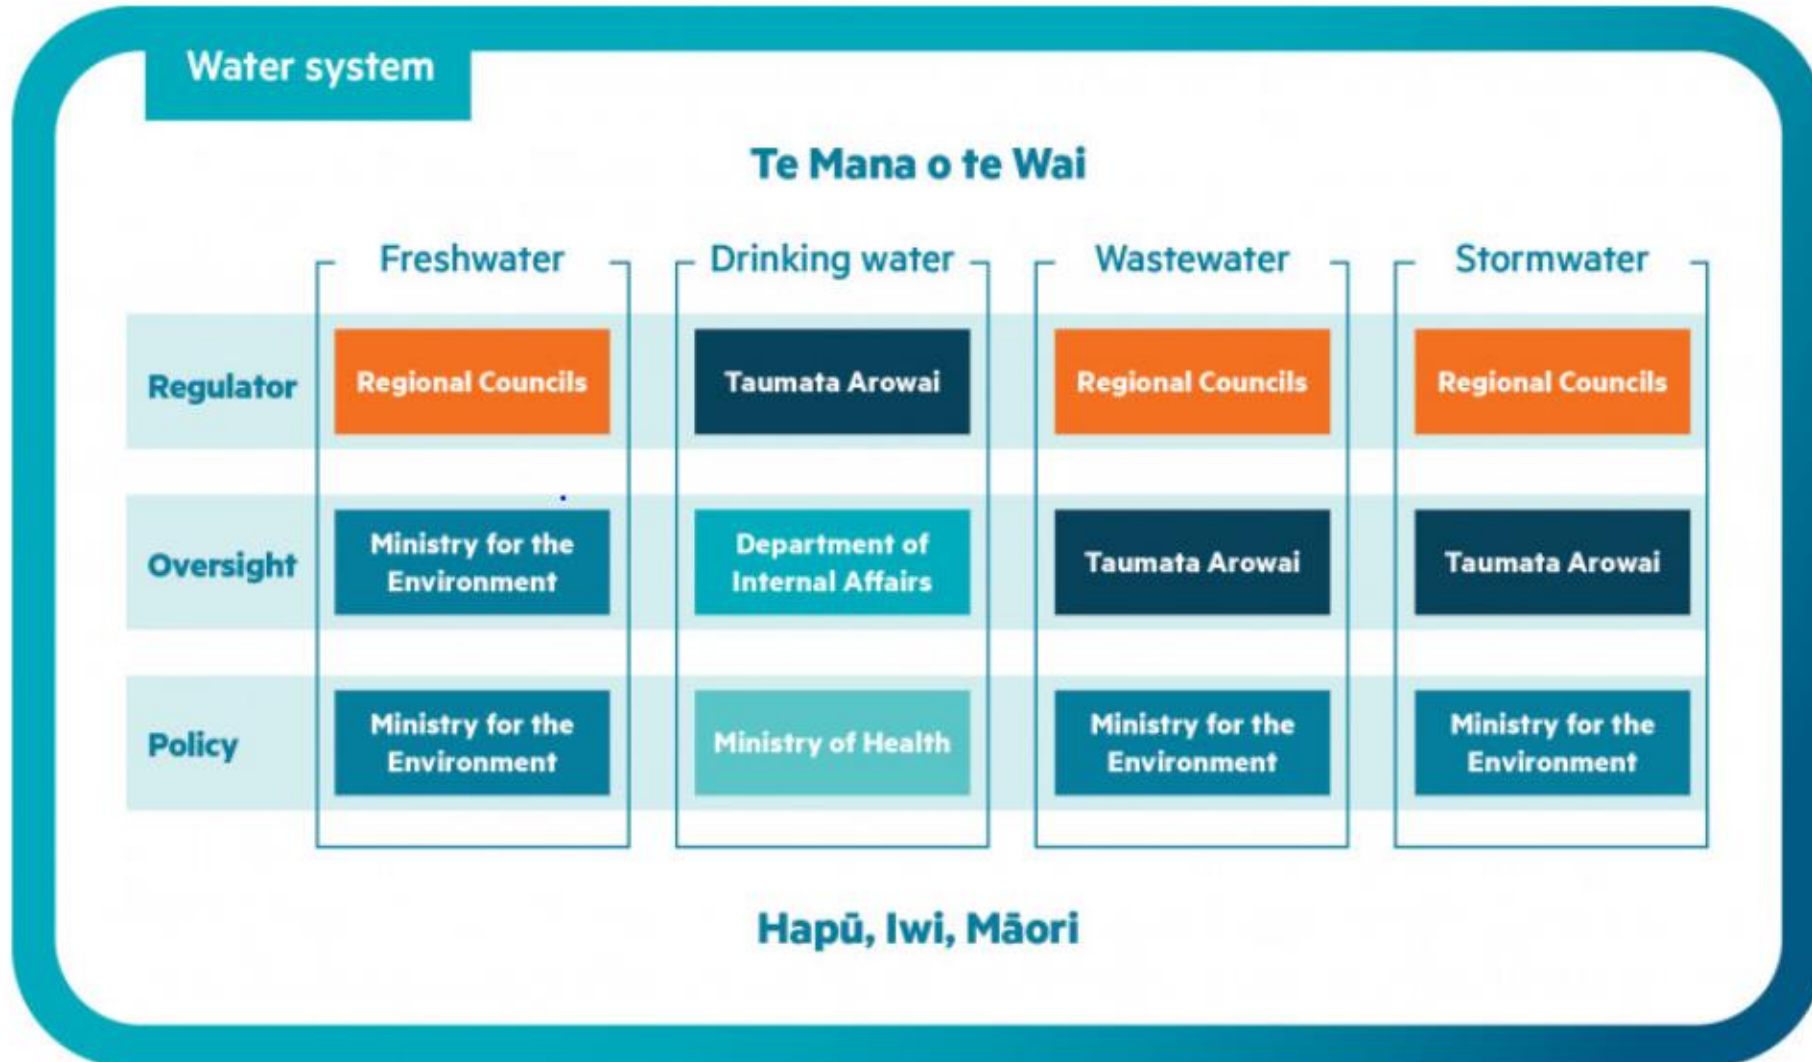 Water system
Te Mana o te Wai
Freshwater
Drinking water
Wastewater
Stormwater
Regulator
Regional Councils
Taumata Arowai
Regional Councils
Regional Councils
Oversight
Ministry for the
Environment
Department of
Internal Affairs
Taumata Arowai
Taumata Arowai
Policy
Ministry for the
Environment
Ministry of Health
Ministry for the
Environment
Ministry for the
Environment
Hapū, Iwi, Māori